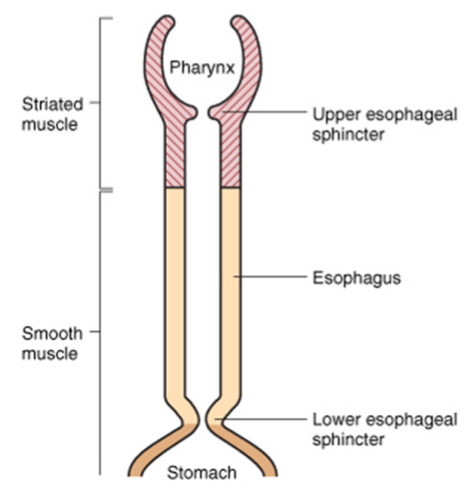 Pharynx
Striated
muscle
Upper esophageal
sphincter
Esophagus
Smooth
muscle
Lower esophageal
sphincter
Stomach